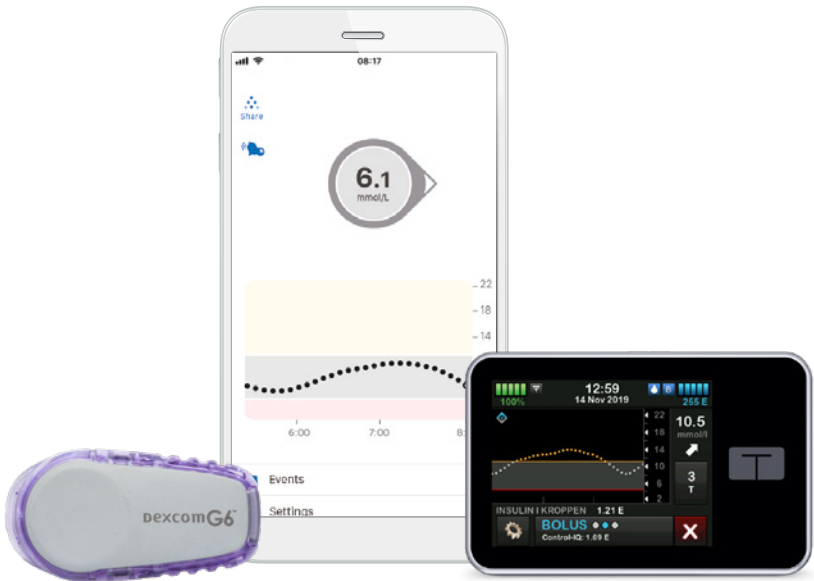 08:17
Share
6.1
mmol/L
22
18
14
6:00
7:00
8:
Events
Settings
Dexcom G6
12:59
14 Nov 2019
100%
B
255 E
22
18
14
10
6
2
10.5
mmol/l
3
T
INSULIN I KROPPEN 1.21 E
BOLUS
Control-IQ: 1.69 E
X